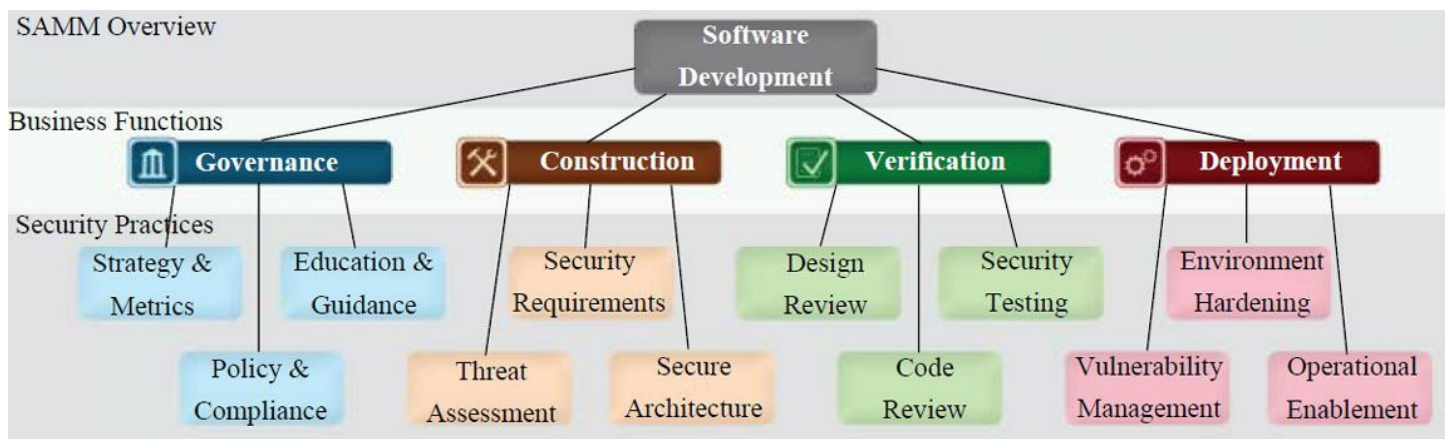 SAMM Overview
Software
Development
Business Functions
Governance
Construction
Verification
Deployment
Security Practices
Strategy &
Metrics
Education &
Guidance
Security
Requirements
Design
Review
Security
Testing
Environment
Hardening
Policy &
Compliance
Threat
Assessment
Secure
Architecture
Code
Review
Vulnerability
Management
Operational
Enablement